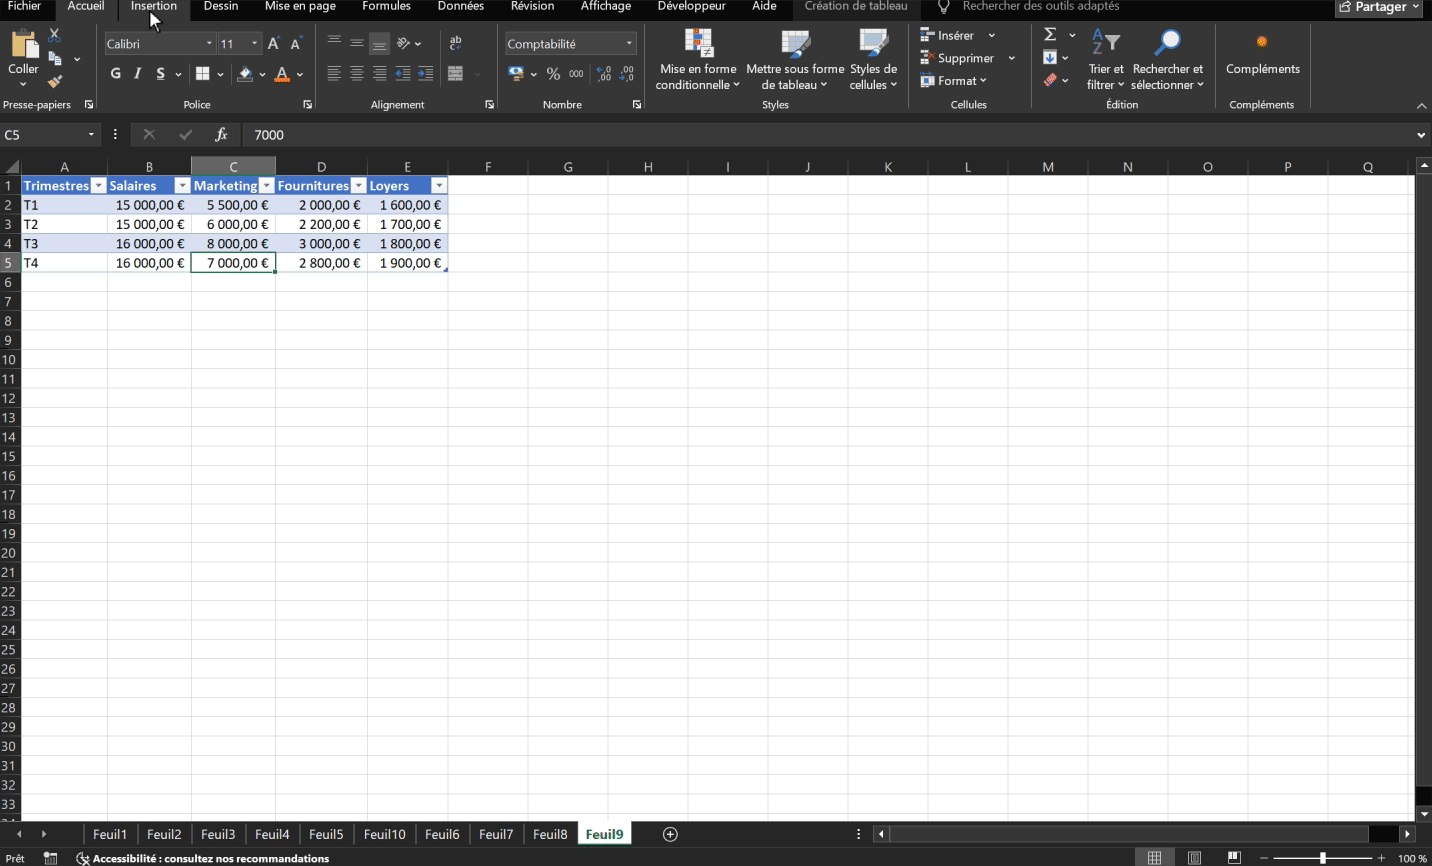 Fichier Accueil Insertion Dessin Mise en page Formules Données Révision Affichage Développeur Aide Création de tableau Rechercher des outils adaptés Partager
Coller
Calibri 11
G I S
ab
Comptabilité
% 000
Mise en forme conditionnelle
Mettre sous forme de tableau
Styles de cellules
Insérer
Supprimer
Format
Trier et filtrer
Rechercher et sélectionner
Compléments
Presse-papiers Police Alignement Nombre Styles Cellules Édition Compléments
C5 fx 7000
A B C D E F G H I J K L M N O P Q
1 Trimestres Salaires Marketing Fournitures Loyers
2 T1 15 000,00 € 5 500,00 € 2 000,00 € 1 600,00 €
3 T2 15 000,00 € 6 000,00 € 2 200,00 € 1 700,00 €
4 T3 16 000,00 € 8 000,00 € 3 000,00 € 1 800,00 €
5 T4 16 000,00 € 7 000,00 € 2 800,00 € 1 900,00 €
6
7
8
9
10
11
12
13
14
15
16
17
18
19
20
21
22
23
24
25
26
27
28
29
30
31
32
33
Feuil1 Feuil2 Feuil3 Feuil4 Feuil5 Feuil10 Feuil6 Feuil7 Feuil8 Feuil9
Prêt Accessibilité : consultez nos recommandations 100 %